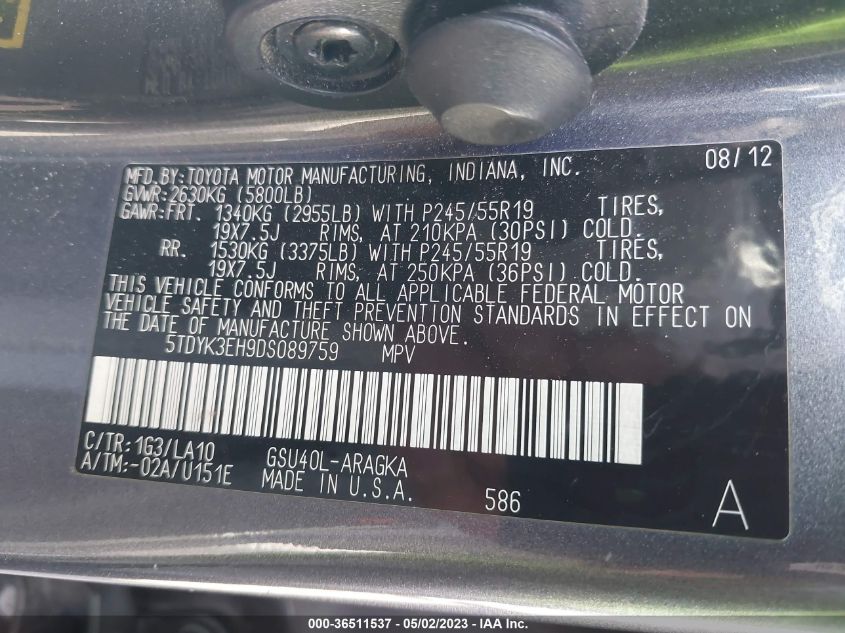 MFD.BY:TOYOTA MOTOR MANUFACTURING, INDIANA, INC. 08/12
GVWR:2630KG (5800LB)
GAWR:FRT. 1340KG (2955LB) WITH P245/55R19 TIRES,
19X7.5J RIMS, AT 210KPA (30PSI) COLD.
RR. 1530KG (3375LB) WITH P245/55R19 TIRES,
19X7.5J RIMS, AT 250KPA (36PSI) COLD.
THIS VEHICLE CONFORMS TO ALL APPLICABLE FEDERAL MOTOR
VEHICLE SAFETY AND THEFT PREVENTION STANDARDS IN EFFECT ON
THE DATE OF MANUFACTURE SHOWN ABOVE.
5TDYK3EH9DS089759 MPV
C/TR:1G3/LA10 GSU40L-ARAGKA
A/TM:-02A/U151E MADE IN U.S.A. 586 A
000-36511537 - 05/02/2023 - IAA Inc.